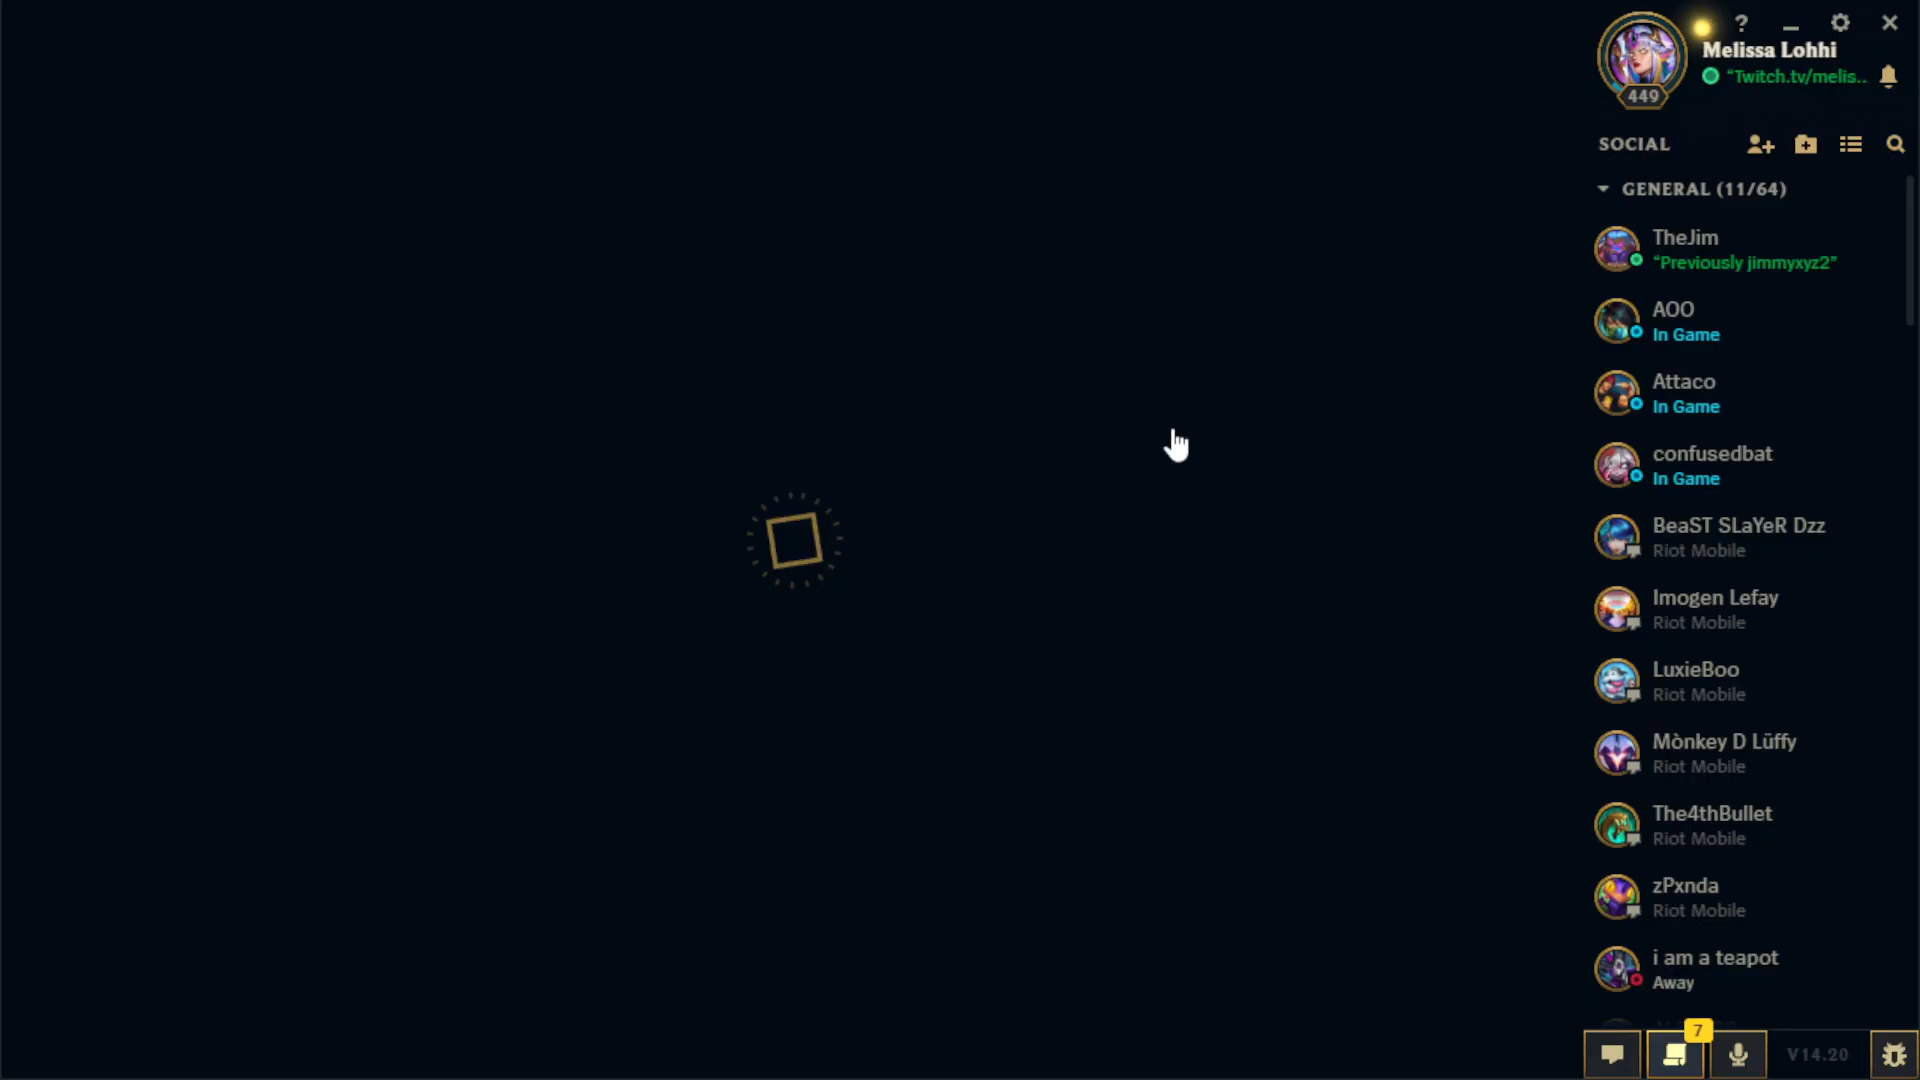 ?
Melissa Lohhi
“Twitch.tv/melis..
449
SOCIAL
GENERAL (11/64)
TheJim
“Previously jimmyxyz2”
AOO
In Game
Attaco
In Game
confusedbat
In Game
BeaST SLaYeR Dzz
Riot Mobile
Imogen Lefay
Riot Mobile
LuxieBoo
Riot Mobile
Mònkey D Lüffy
Riot Mobile
The4thBullet
Riot Mobile
zPxnda
Riot Mobile
i am a teapot
Away
7
V14.20